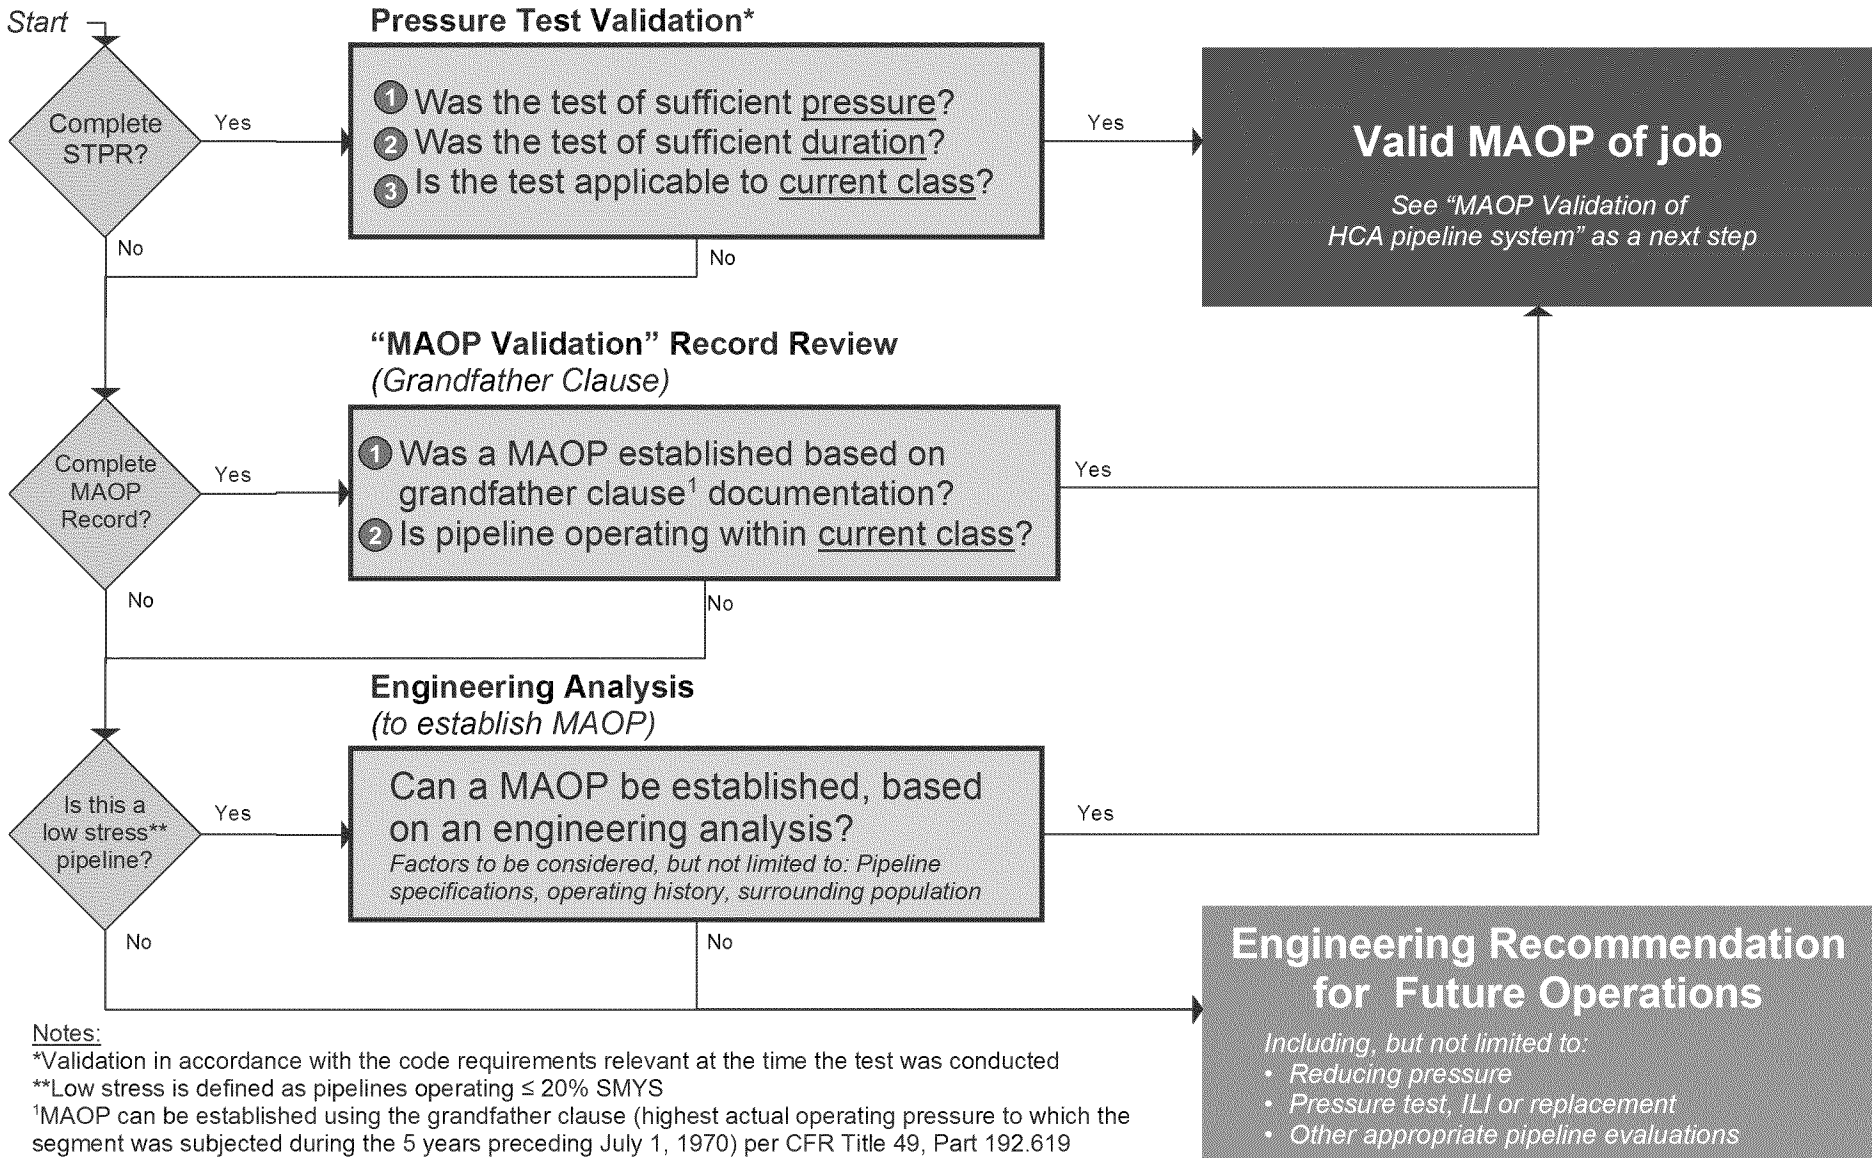 Start
Pressure Test Validation*
Complete
STPR?
Yes
1 Was the test of sufficient pressure?
2 Was the test of sufficient duration?
3 Is the test applicable to current class?
Yes
Valid MAOP of job
See “MAOP Validation of
HCA pipeline system” as a next step
No
No
“MAOP Validation” Record Review
(Grandfather Clause)
Complete
MAOP
Record?
Yes
1 Was a MAOP established based on
grandfather clause¹ documentation?
2 Is pipeline operating within current class?
Yes
No
No
Engineering Analysis
(to establish MAOP)
Is this a
low stress**
pipeline?
Yes
Can a MAOP be established, based
on an engineering analysis?
Factors to be considered, but not limited to: Pipeline
specifications, operating history, surrounding population
Yes
No
No
Engineering Recommendation
for Future Operations
Including, but not limited to:
• Reducing pressure
• Pressure test, ILI or replacement
• Other appropriate pipeline evaluations
Notes:
*Validation in accordance with the code requirements relevant at the time the test was conducted
**Low stress is defined as pipelines operating ≤ 20% SMYS
¹MAOP can be established using the grandfather clause (highest actual operating pressure to which the
segment was subjected during the 5 years preceding July 1, 1970) per CFR Title 49, Part 192.619